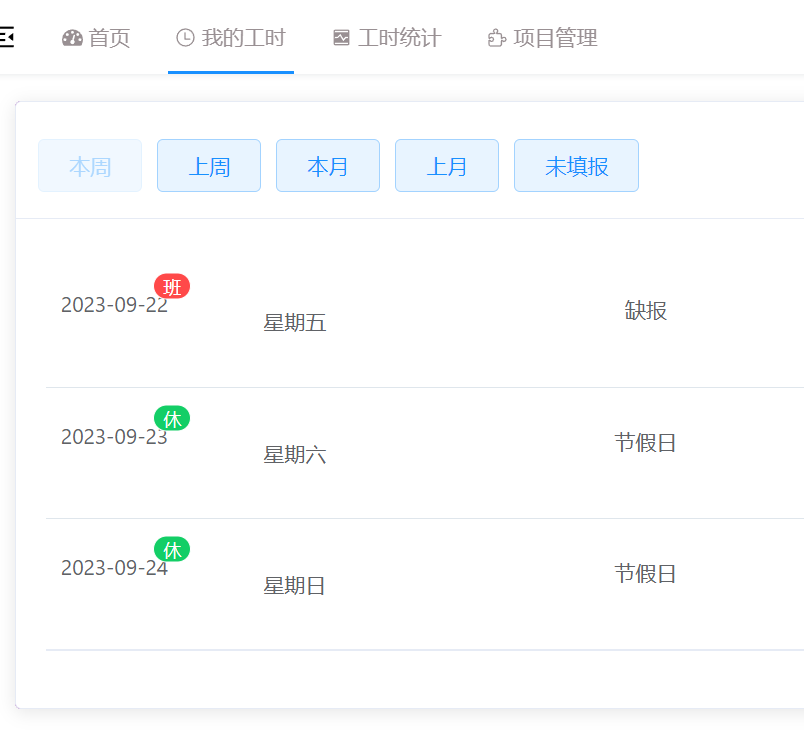 首页 我的工时 工时统计 项目管理
本周 上周 本月 上月 未填报
班
2023-09-22 星期五 缺报
休
2023-09-23 星期六 节假日
休
2023-09-24 星期日 节假日